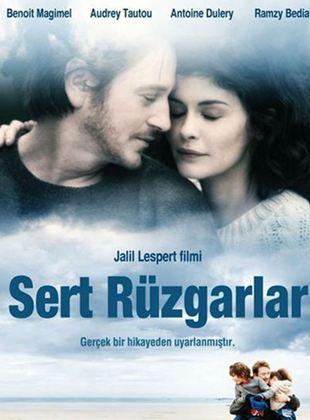 Benoit Magimel Audrey Tautou Antoine Dulery Ramzy Bedia
Jalil Lespert filmi
Sert Rüzgarlar
Gerçek bir hikayeden uyarlanmıştır.